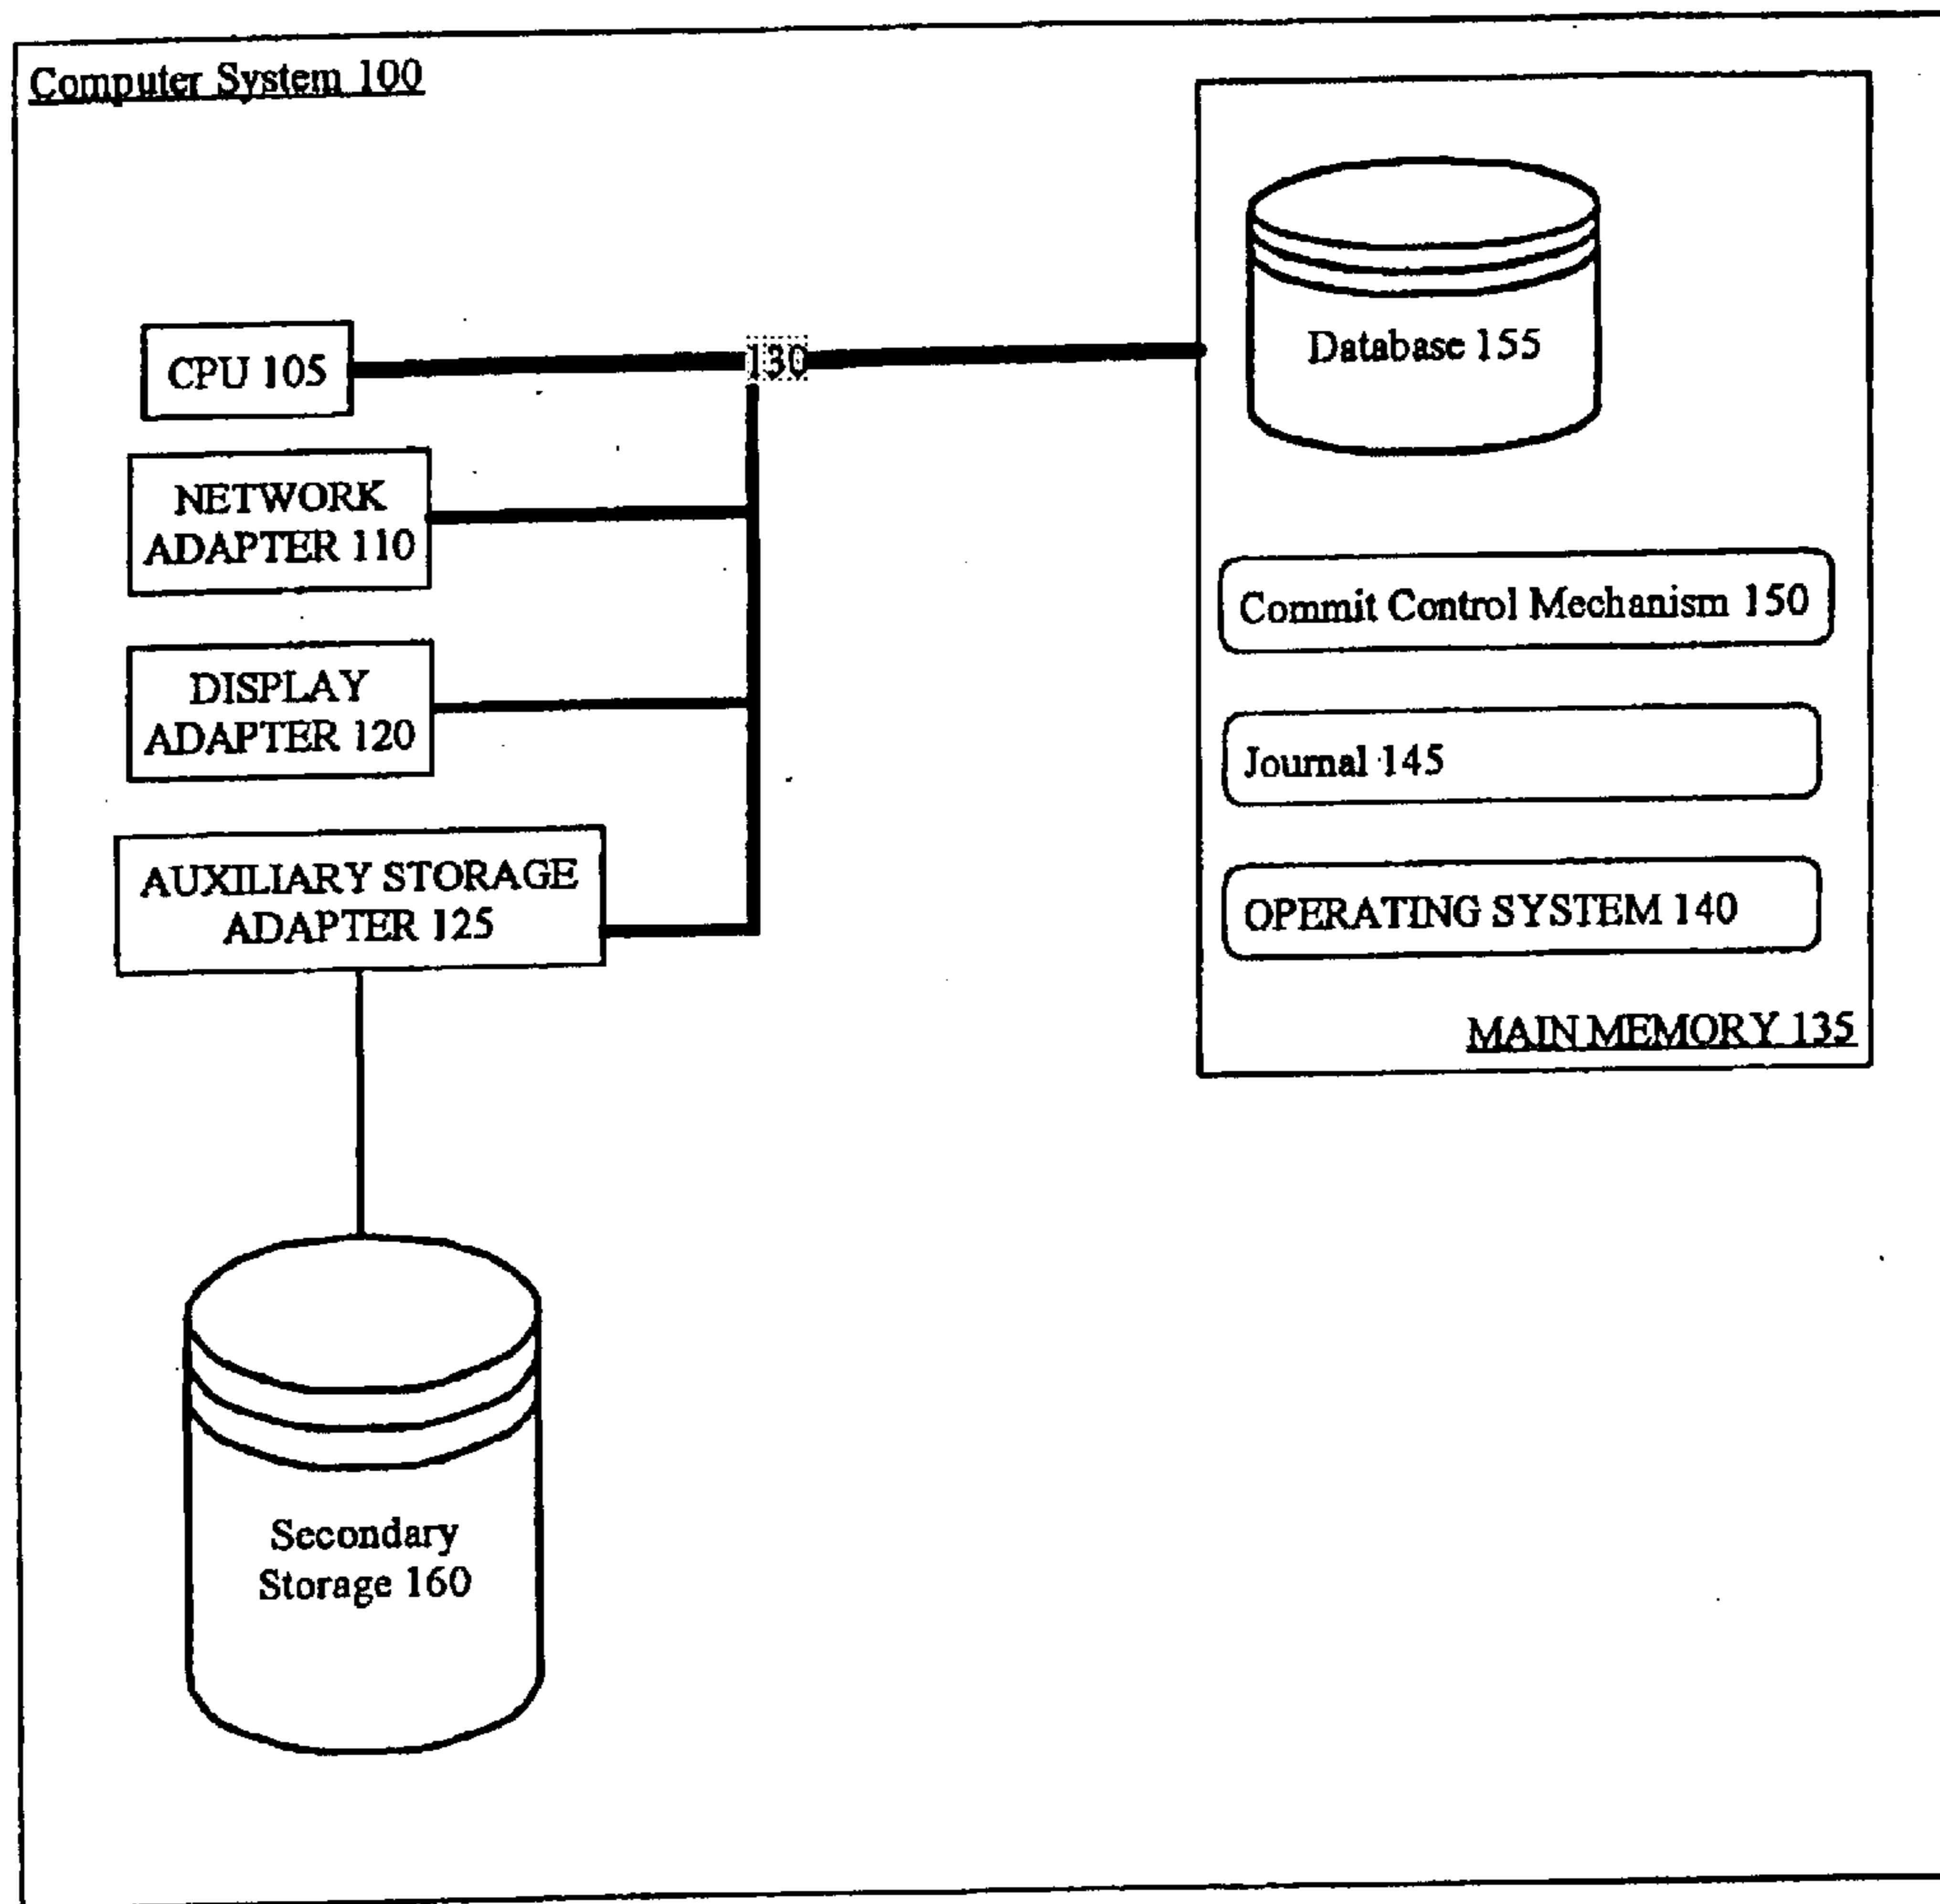 Computer System 100
CPU 105
130
NETWORK
ADAPTER 110
DISPLAY
ADAPTER 120
AUXILIARY STORAGE
ADAPTER 125
Secondary
Storage 160
Database 155
Commit Control Mechanism 150
Journal 145
OPERATING SYSTEM 140
MAIN MEMORY 135